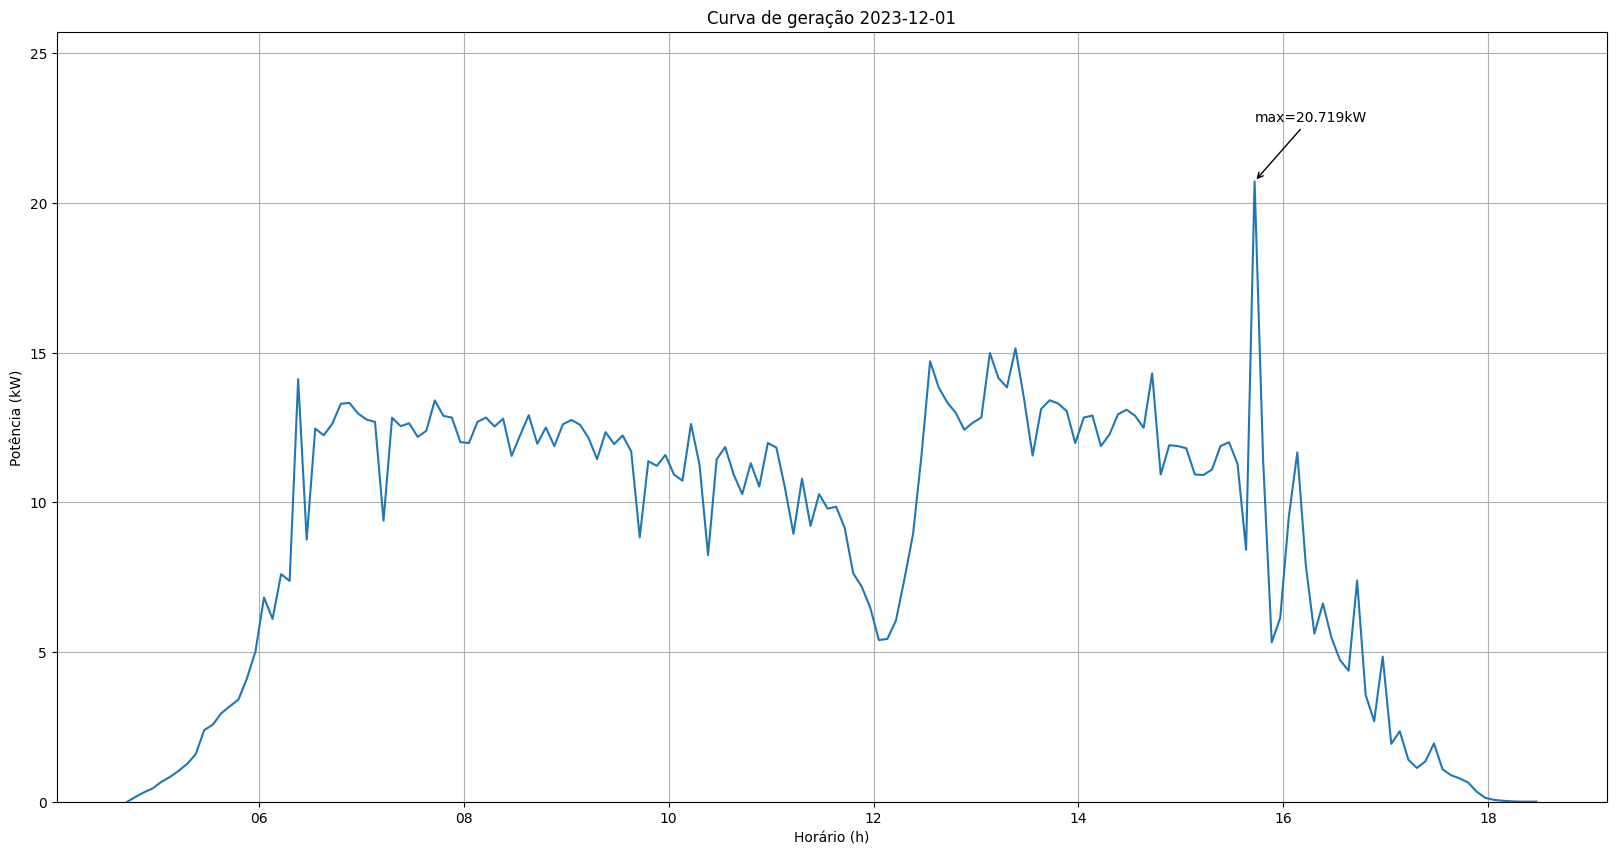 Curva de geração 2023-12-01
25
20
15
10
5
0
Potência (kW)
max=20.719kW
06 08 10 12 14 16 18
Horário (h)